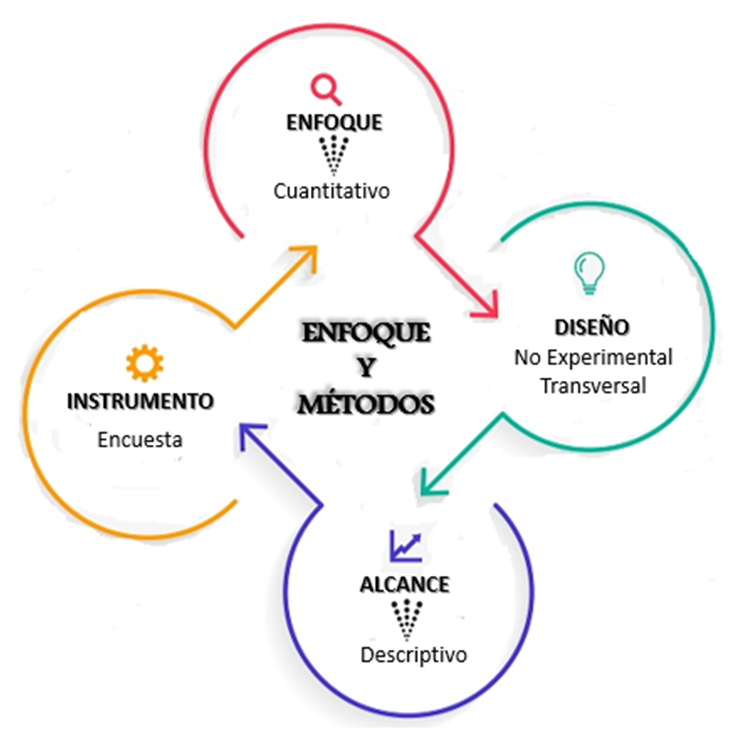 ENFOQUE
Cuantitativo
DISEÑO
No Experimental
Transversal
ENFOQUE
Y
MÉTODOS
INSTRUMENTO
Encuesta
ALCANCE
Descriptivo